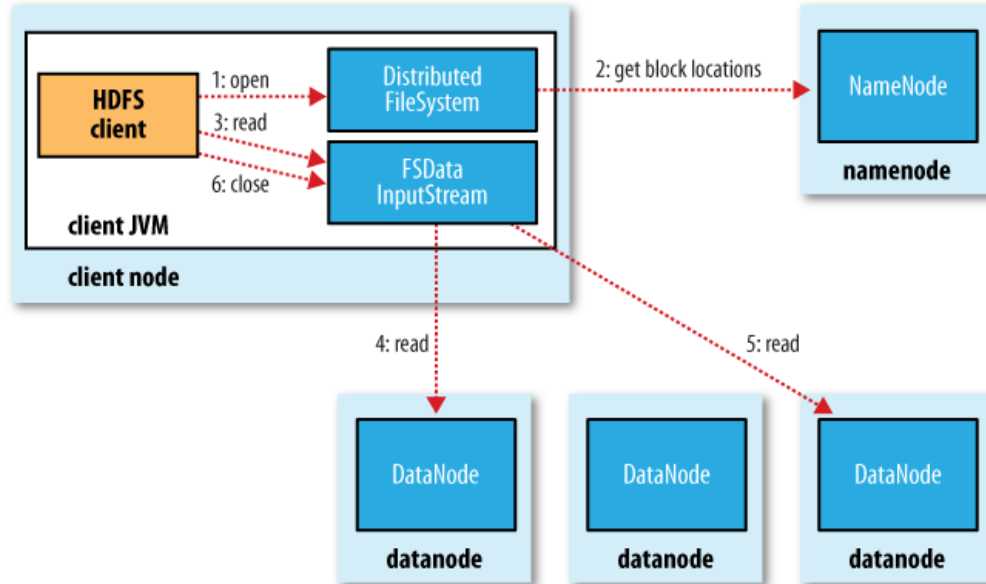 HDFS
client
1: open
3: read
6: close
Distributed
FileSystem
FSData
InputStream
client JVM
client node
2: get block locations
NameNode
namenode
4: read
5: read
DataNode
datanode
DataNode
datanode
DataNode
datanode